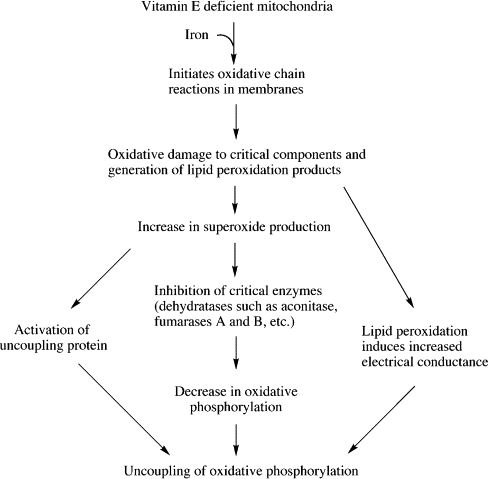 Vitamin E deficient mitochondria
Iron
Initiates oxidative chain
reactions in membranes
Oxidative damage to critical components and
generation of lipid peroxidation products
Increase in superoxide production
Inhibition of critical enzymes
(dehydratases such as aconitase,
fumarases A and B, etc.)
Activation of
uncoupling protein
Lipid peroxidation
induces increased
electrical conductance
Decrease in oxidative
phosphorylation
Uncoupling of oxidative phosphorylation